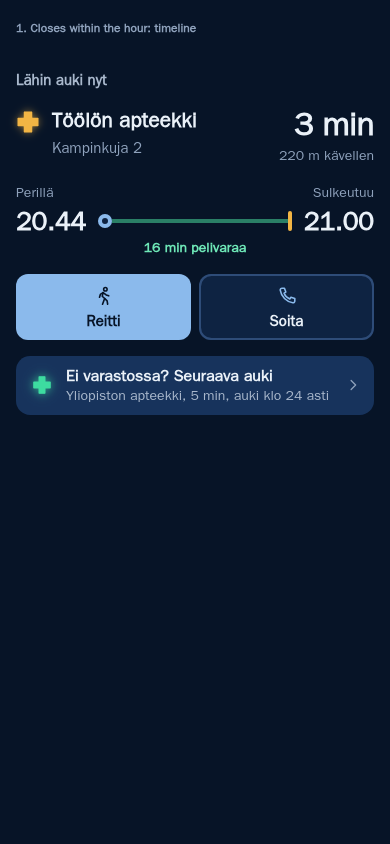 1. Closes within the hour: timeline
Lähin auki nyt
Töölön apteekki
3 min
Kampinkuja 2
220 m kävellen
Perillä
Sulkeutuu
20.44
21.00
16 min pelivaraa
Reitti
Soita
Ei varastossa? Seuraava auki
Yliopiston apteekki, 5 min, auki klo 24 asti